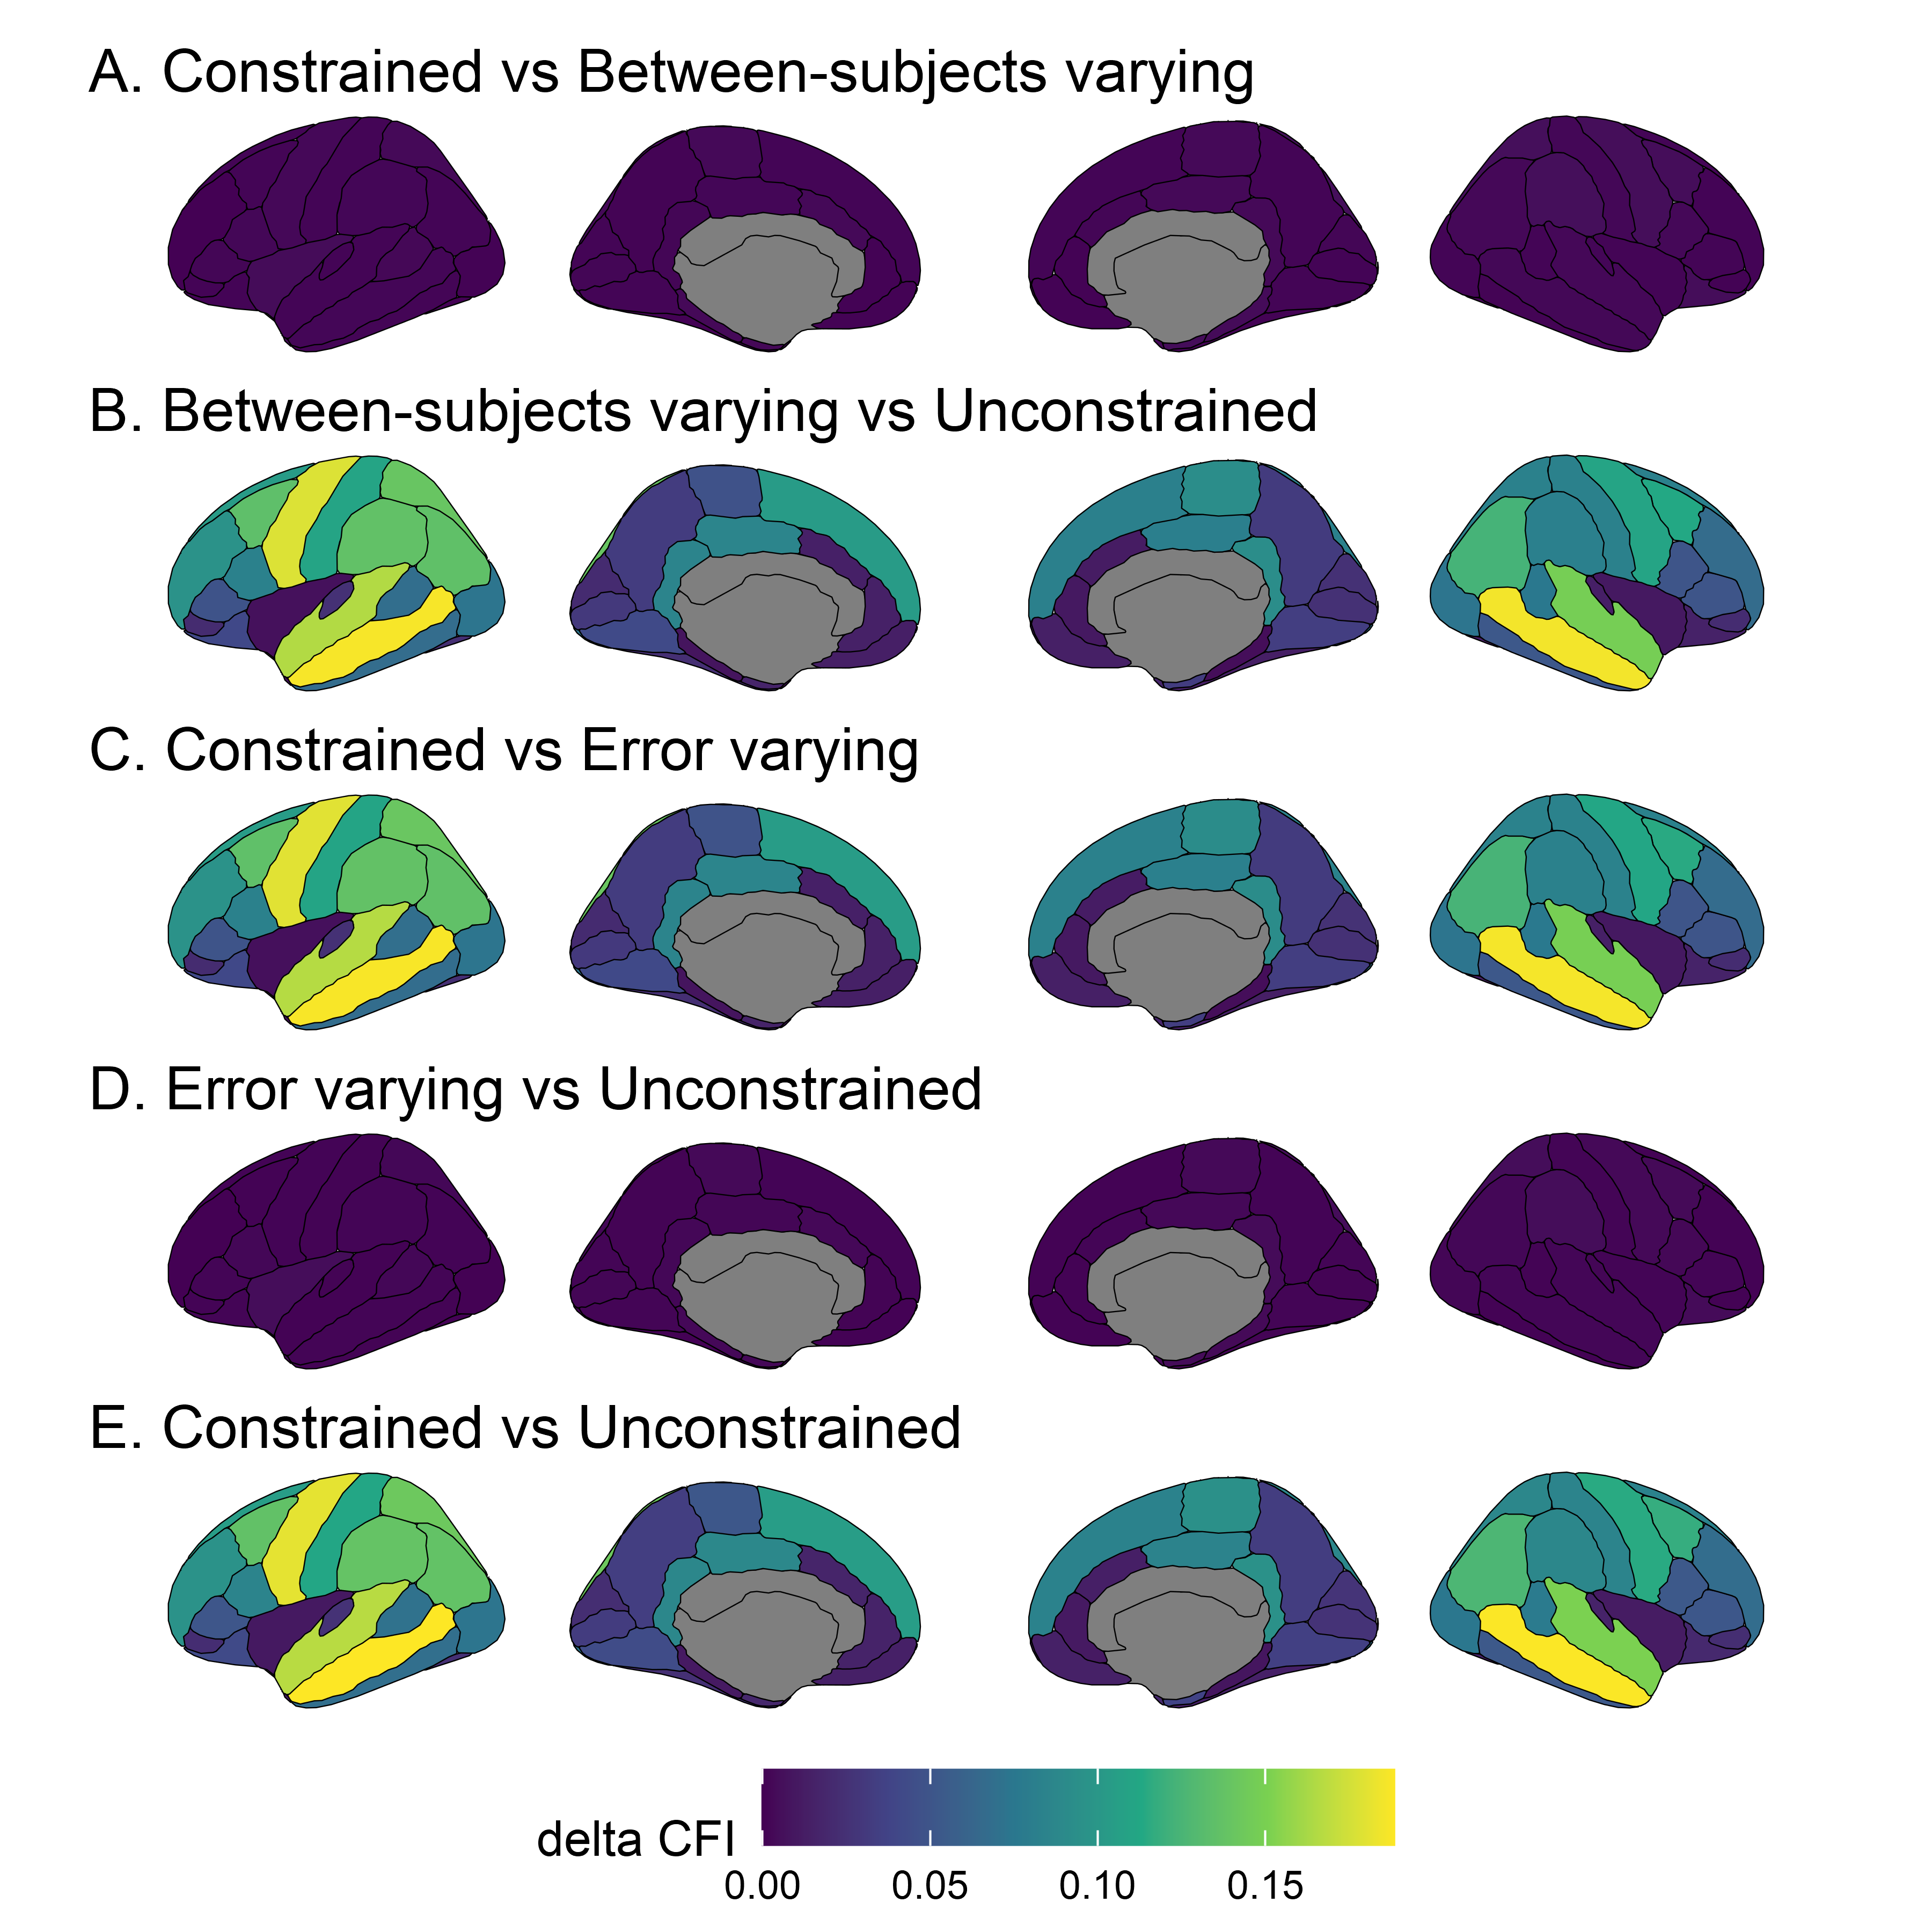 A. Constrained vs Between-subjects varying
B. Between-subjects varying vs Unconstrained
C. Constrained vs Error varying
D. Error varying vs Unconstrained
E. Constrained vs Unconstrained
delta CFI
0.00 0.05 0.10 0.15